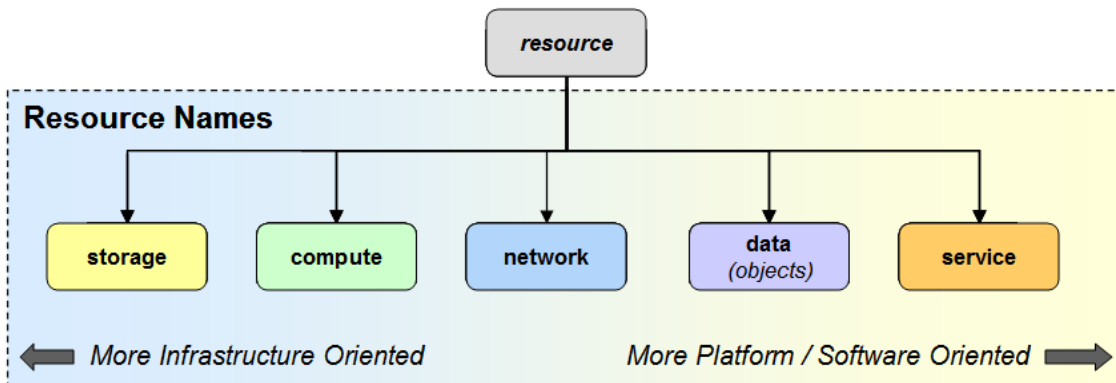 resource
Resource Names
storage
compute
network
data
(objects)
service
More Infrastructure Oriented
More Platform / Software Oriented